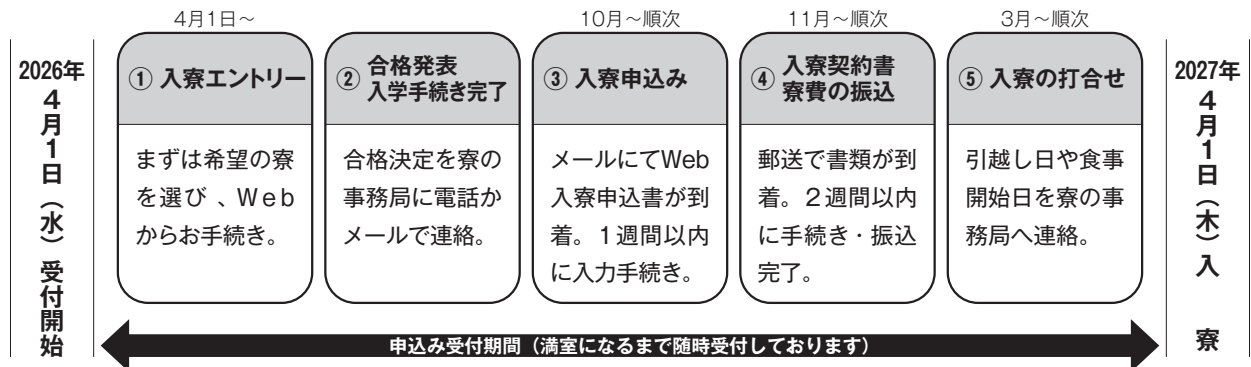 2026年
4月1日（水）受付開始
4月1日〜
① 入寮エントリー
まずは希望の寮
を選び、Web
からお手続き。
② 合格発表
入学手続き完了
合格決定を寮の
事務局に電話か
メールで連絡。
10月〜順次
③ 入寮申込み
メールにてWeb
入寮申込書が到
着。1週間以内
に入力手続き。
11月〜順次
④ 入寮契約書
寮費の振込
郵送で書類が到
着。2週間以内
に手続き・振込
完了。
3月〜順次
⑤ 入寮の打合せ
引越し日や食事
開始日を寮の事
務局へ連絡。
2027年
4月1日（木）入　寮
申込み受付期間（満室になるまで随時受付しております）